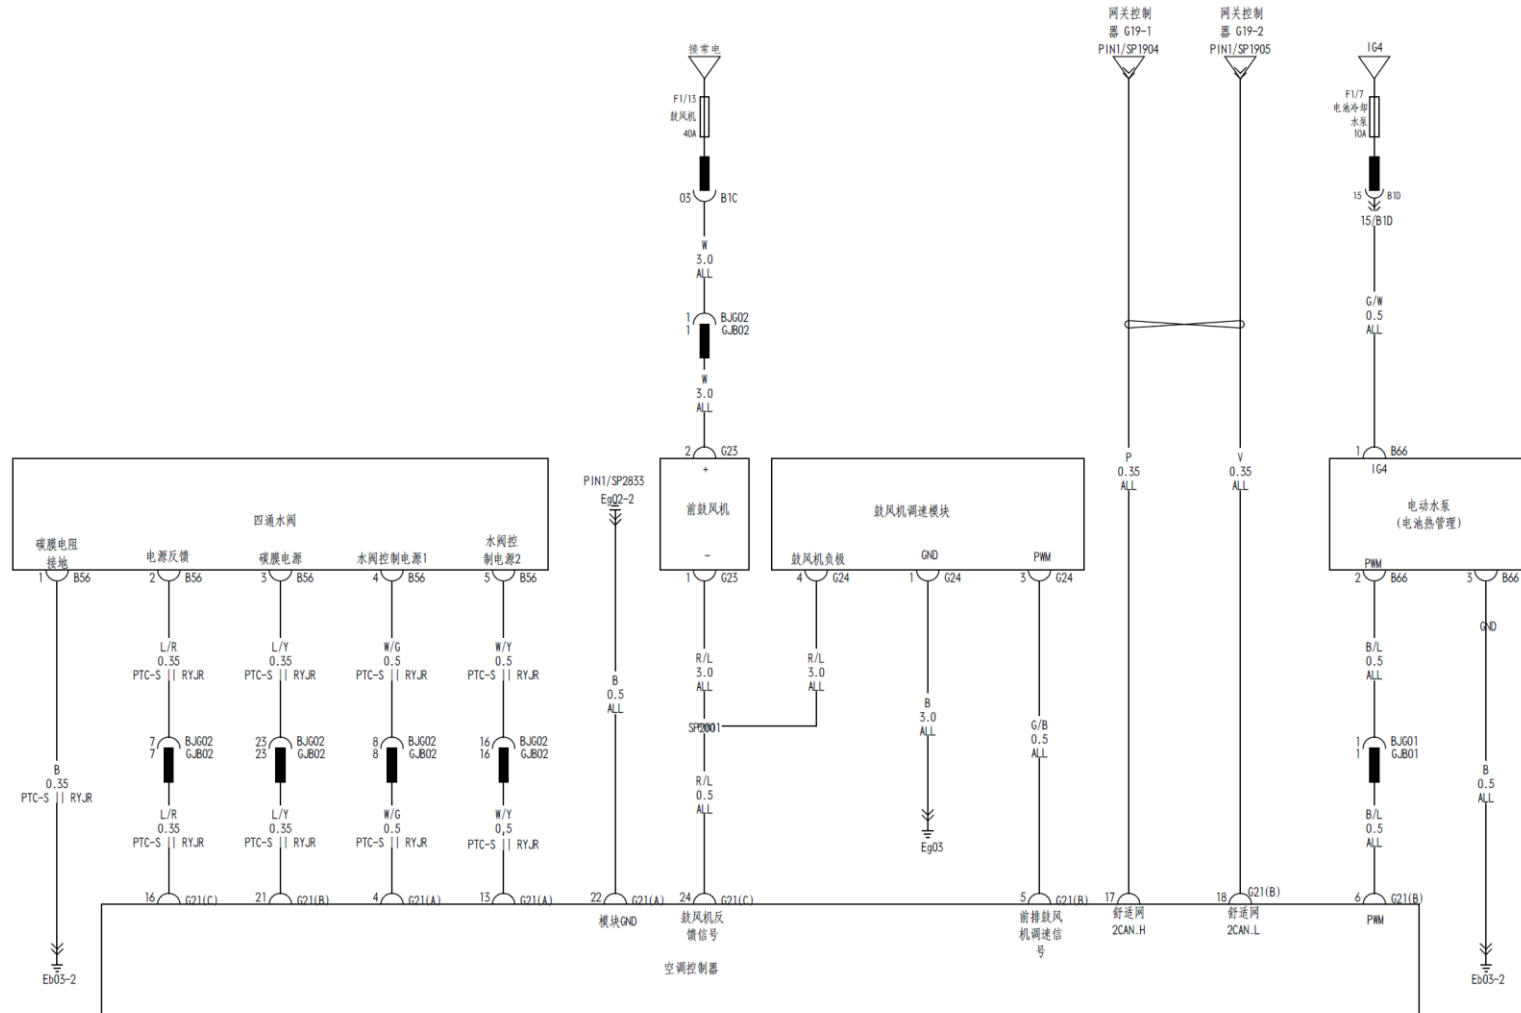 网关控制
器 G19-1
PIN1/SP1904
网关控制
器 G19-2
PIN1/SP1905
接常电
IG4
F1/13
鼓风机
40A
F1/7
电池冷却
水泵
10A
03 B1C
15 B1D
15/B1D
W
3.0
ALL
G/W
0.5
ALL
1 BJG02
1 GJB02
W
3.0
ALL
2 G23
1 B66
P
0.35
ALL
V
0.35
ALL
PIN1/SP2833
Eg02-2
+
前鼓风机
-
鼓风机调速模块
IG4
电动水泵
(电池热管理)
四通水阀
碳膜电阻
接地
电源反馈
碳膜电源
水阀控制电源1
水阀控
制电源2
鼓风机负极
GND
PWM
PWM
1 B56
2 B56
3 B56
4 B56
5 B56
1 G23
4 G24
1 G24
3 G24
2 B66
3 B66
GND
L/R
0.35
PTC-S || RYJR
L/Y
0.35
PTC-S || RYJR
W/G
0.5
PTC-S || RYJR
W/Y
0.5
PTC-S || RYJR
B
0.5
ALL
R/L
3.0
ALL
R/L
3.0
ALL
B
3.0
ALL
G/B
0.5
ALL
B/L
0.5
ALL
7 BJG02
7 GJB02
23 BJG02
23 GJB02
8 BJG02
8 GJB02
16 BJG02
16 GJB02
1 BJG01
1 GJB01
B
0.35
PTC-S || RYJR
R/L
0.5
ALL
B
0.5
ALL
L/R
0.35
PTC-S || RYJR
L/Y
0.35
PTC-S || RYJR
W/G
0.5
PTC-S || RYJR
W/Y
0.5
PTC-S || RYJR
B/L
0.5
ALL
Eg03
16 G21(C)
21 G21(B)
4 G21(A)
13 G21(A)
22 G21(A)
24 G21(C)
5 G21(B)
17
18 G21(B)
6 G21(B)
模块GND
鼓风机反
馈信号
前排鼓风
机调速信
号
舒适网
2CAN_H
舒适网
2CAN_L
PWM
空调控制器
Eb03-2
Eb03-2